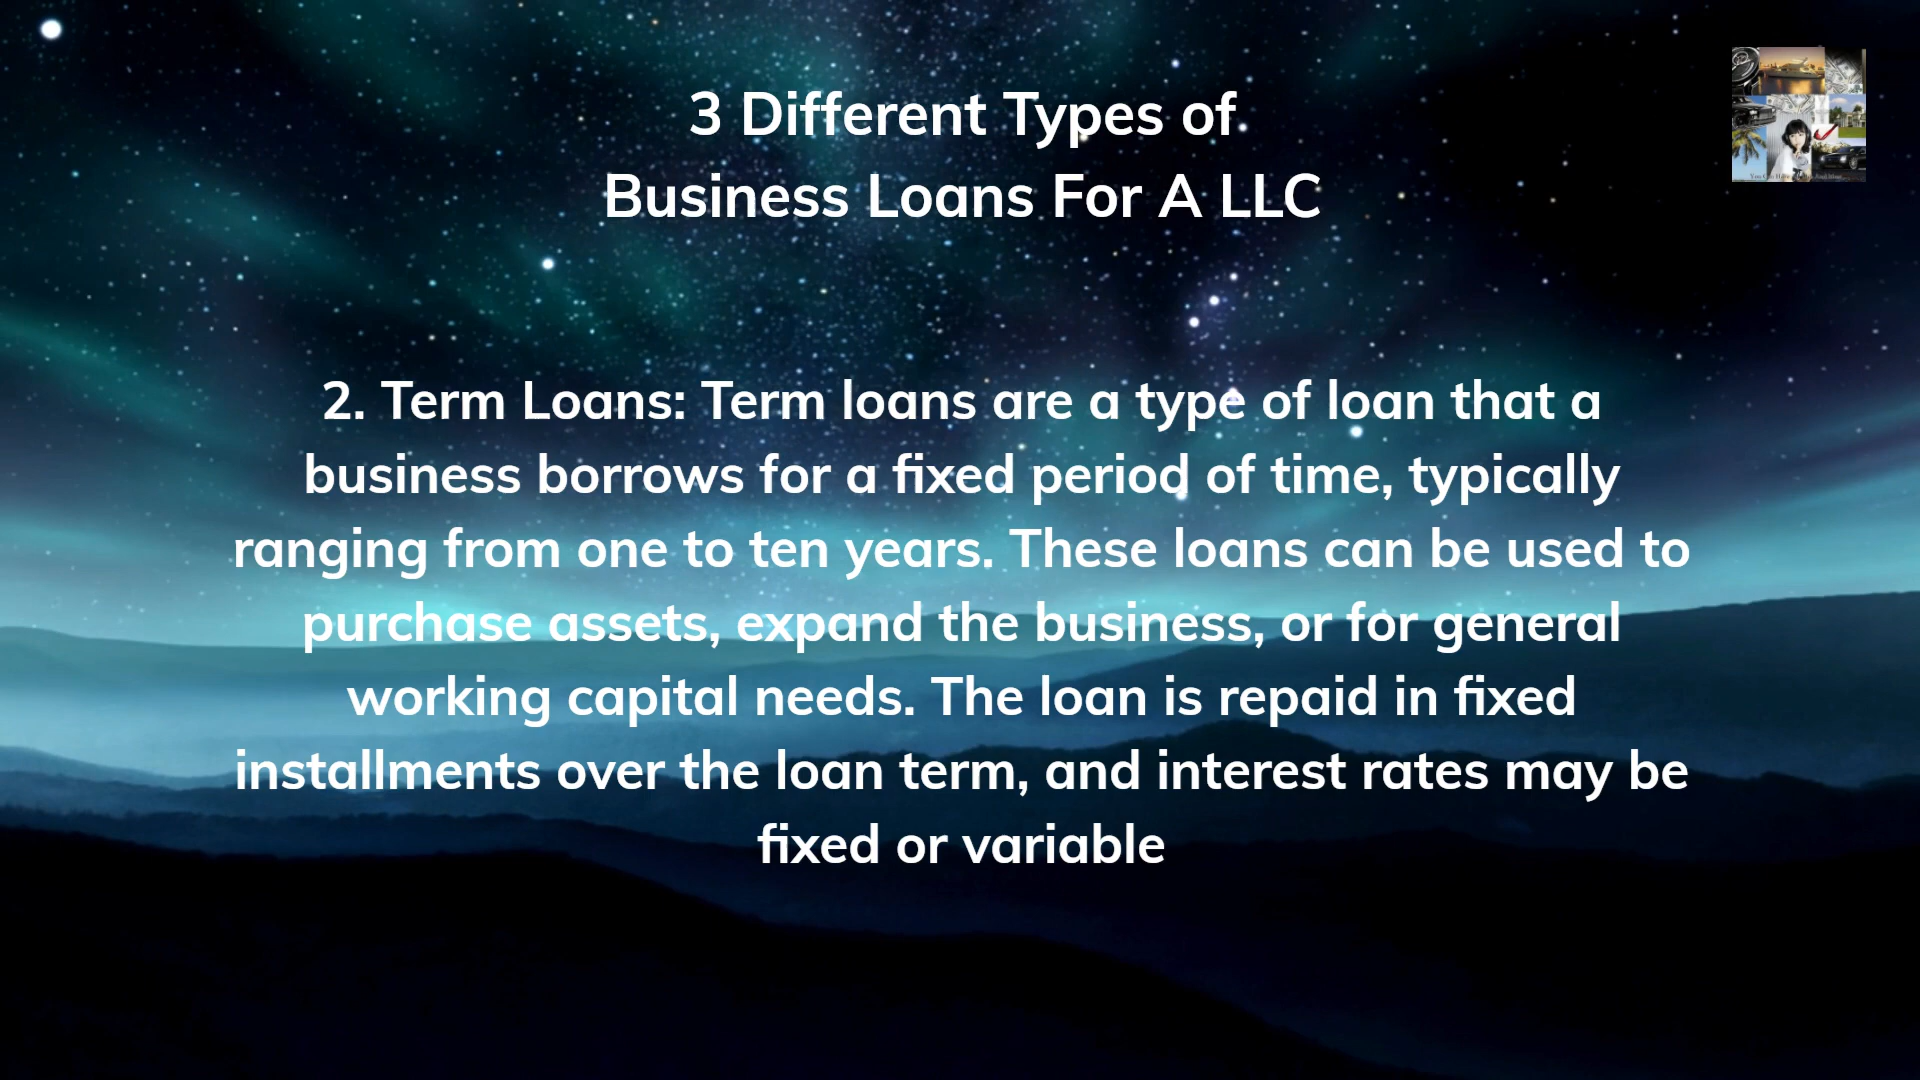 3 Different Types of
Business Loans For A LLC
2. Term Loans: Term loans are a type of loan that a
business borrows for a fixed period of time, typically
ranging from one to ten years. These loans can be used to
purchase assets, expand the business, or for general
working capital needs. The loan is repaid in fixed
installments over the loan term, and interest rates may be
fixed or variable